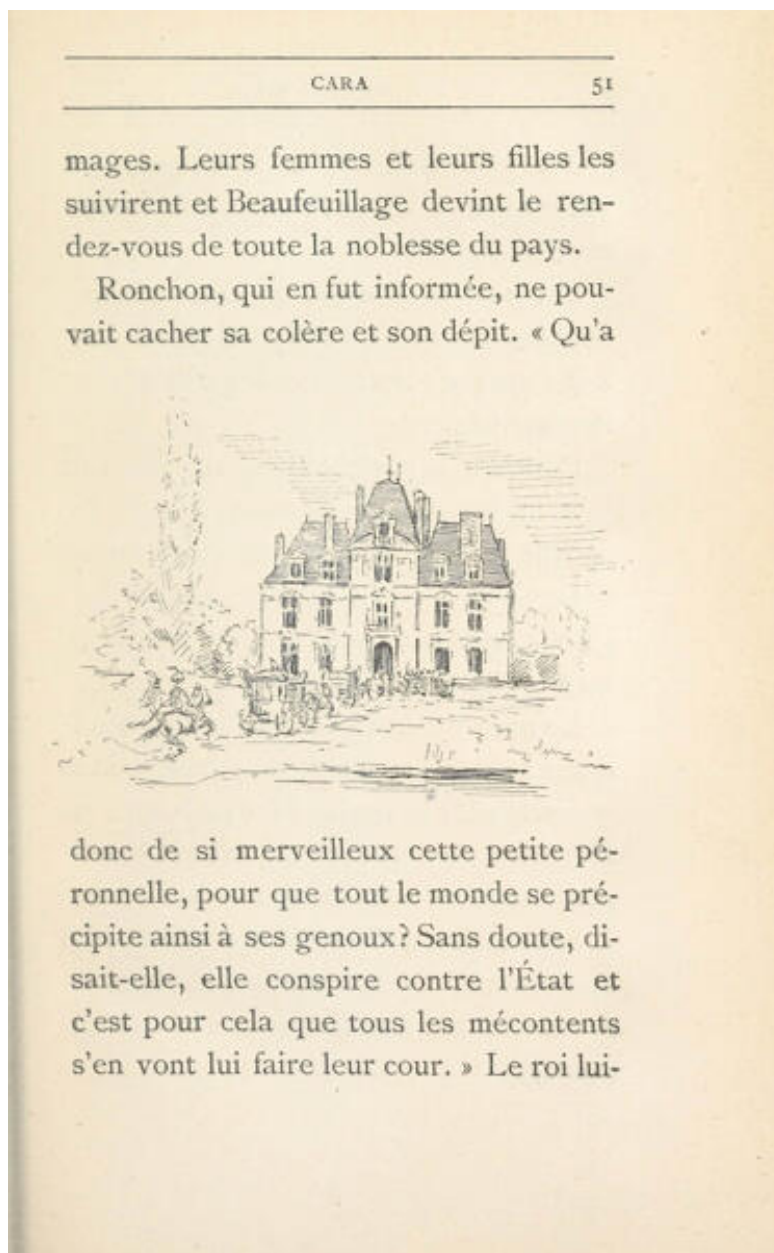 CARA 51
mages. Leurs femmes et leurs filles les
suivirent et Beaufeuillage devint le ren-
dez-vous de toute la noblesse du pays.
Ronchon, qui en fut informée, ne pou-
vait cacher sa colère et son dépit. « Qu'a
donc de si merveilleux cette petite pé-
ronnelle, pour que tout le monde se pré-
cipite ainsi à ses genoux? Sans doute, di-
sait-elle, elle conspire contre l'État et
c'est pour cela que tous les mécontents
s'en vont lui faire leur cour. » Le roi lui-